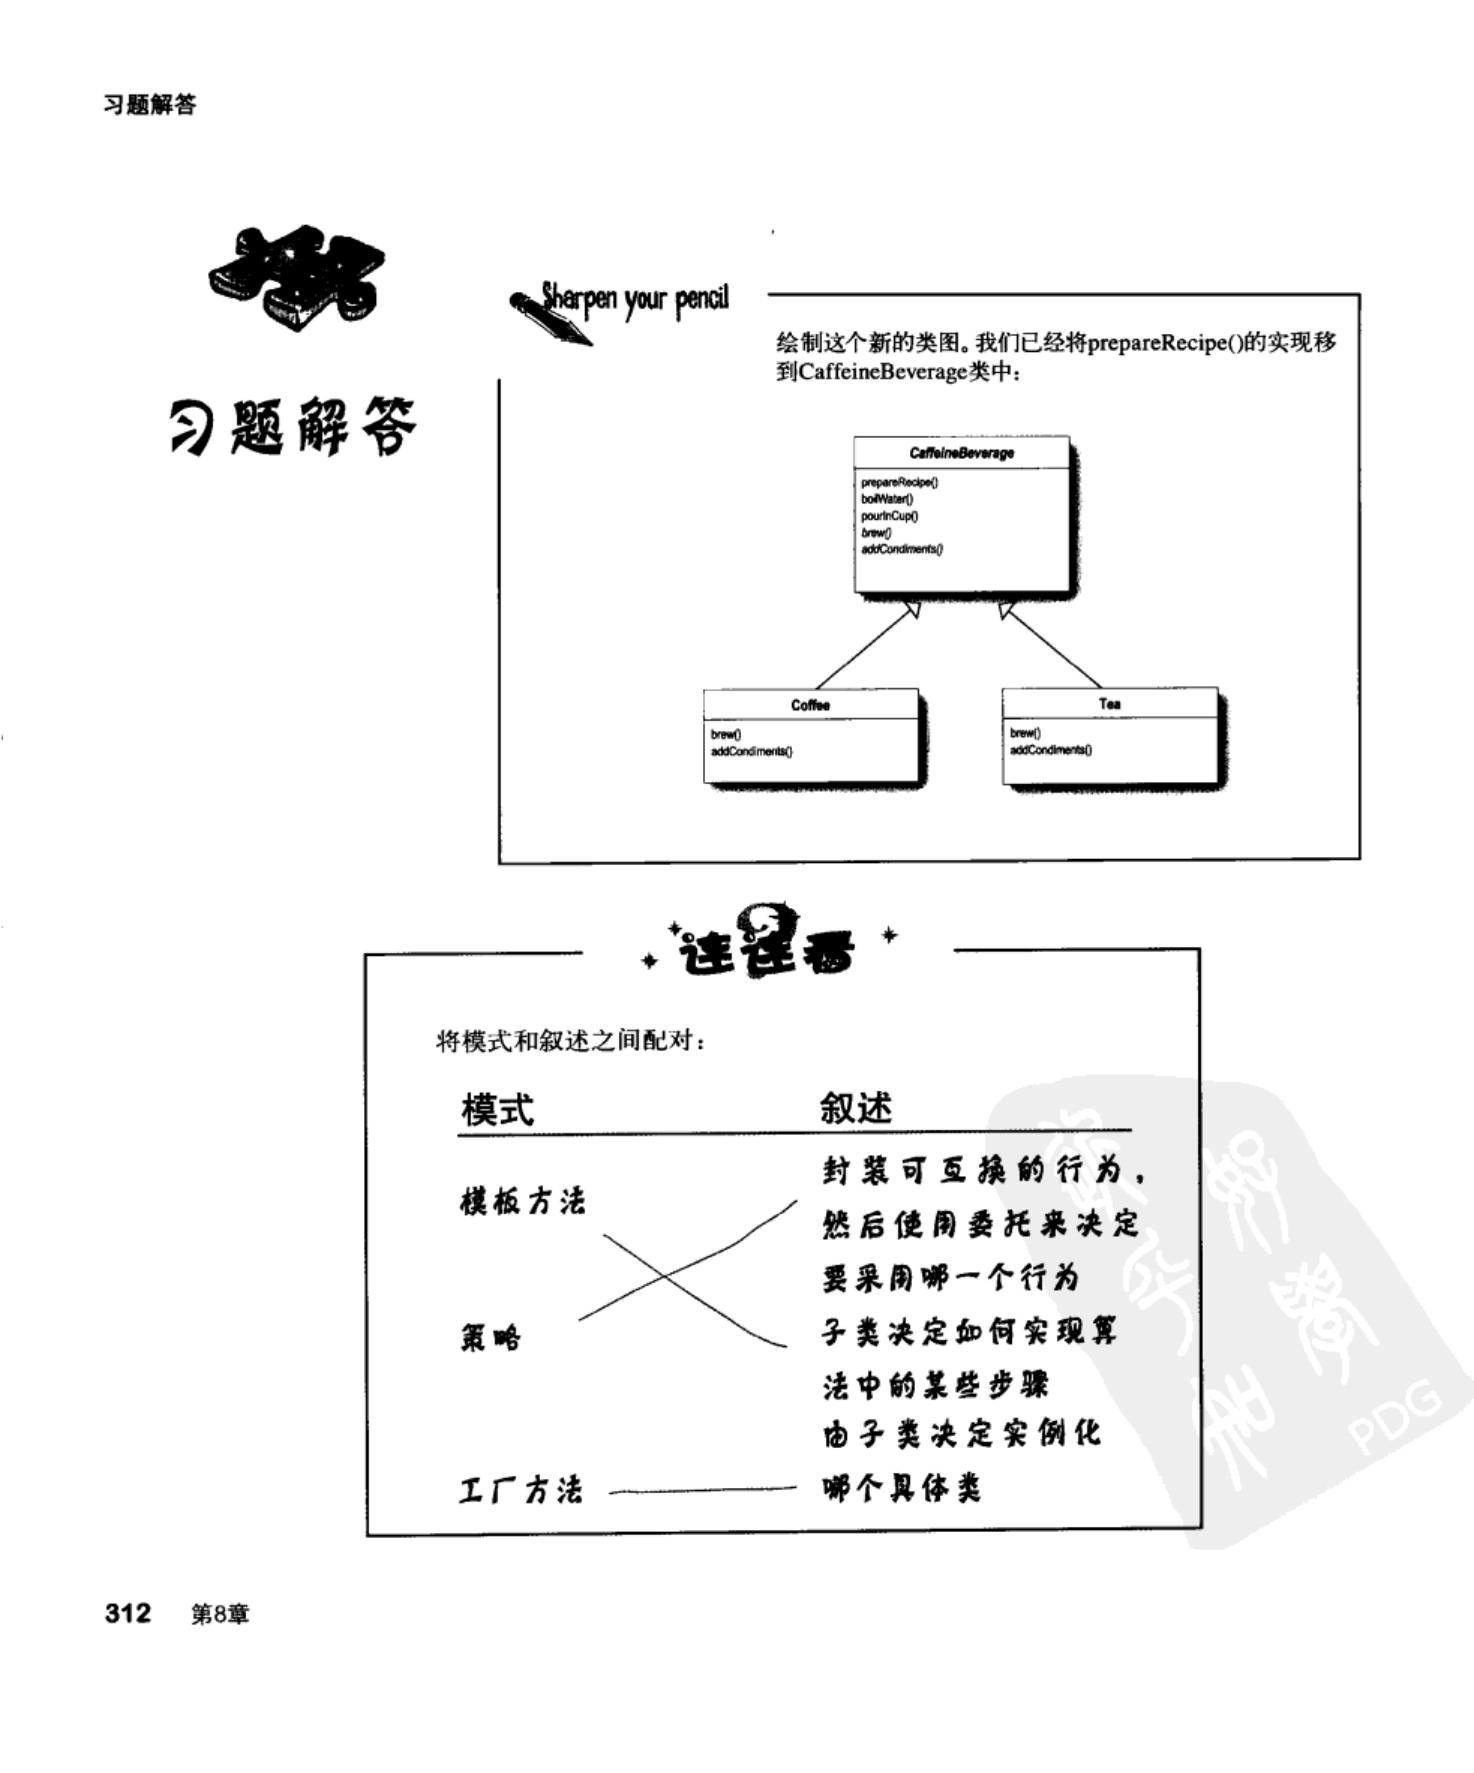 习题解答
Sharpen your pencil
绘制这个新的类图。我们已经将prepareRecipe()的实现移
到CaffeineBeverage类中：
习题解答
CaffeineBeverage
prepareRecipe()
boilWater()
pourInCup()
brew()
addCondiments()
Coffee
brew()
addCondiments()
Tea
brew()
addCondiments()
连连看
将模式和叙述之间配对：
模式 叙述
模板方法
封装可互换的行为，
然后使用委托来决定
要采用哪一个行为
策略
子类决定如何实现算
法中的某些步骤
工厂方法
由子类决定实例化
哪个具体类
PDG
312 第8章